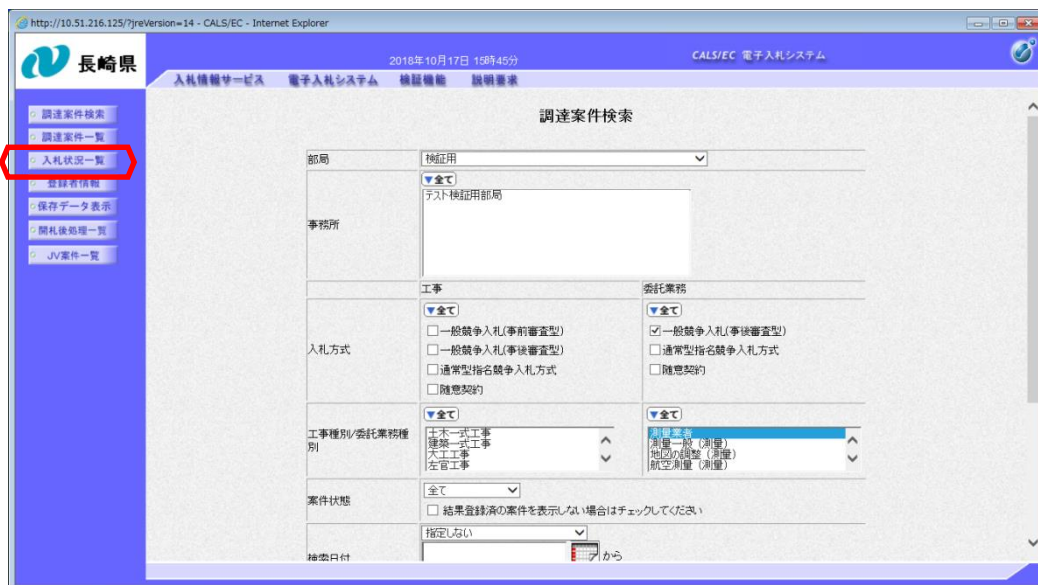 http://10.51.216.125/?jreVersion=14 - CALS/EC - Internet Explorer
長崎県
2018年10月17日 15時45分
CALS/EC 電子入札システム
入札情報サービス 電子入札システム 検証機能 説明要求
調達案件検索
調達案件一覧
入札状況一覧
登録者情報
保存データ表示
開札後処理一覧
JV案件一覧
調達案件検索
部局 検証用
▼全て
テスト検証用部局
事務所
工事 委託業務
▼全て ▼全て
□一般競争入札(事前審査型) ☑一般競争入札(事後審査型)
入札方式 □一般競争入札(事後審査型) □通常型指名競争入札方式
□通常型指名競争入札方式 □随意契約
□随意契約
▼全て ▼全て
工事種別/委託業務種別
土木一式工事 測量業者
建築一式工事 測量一般 (測量)
大工工事 地図の調整 (測量)
左官工事 航空測量 (測量)
案件状態 全て
□ 結果登録済の案件を表示しない場合はチェックしてください
指定しない
検索日付 から